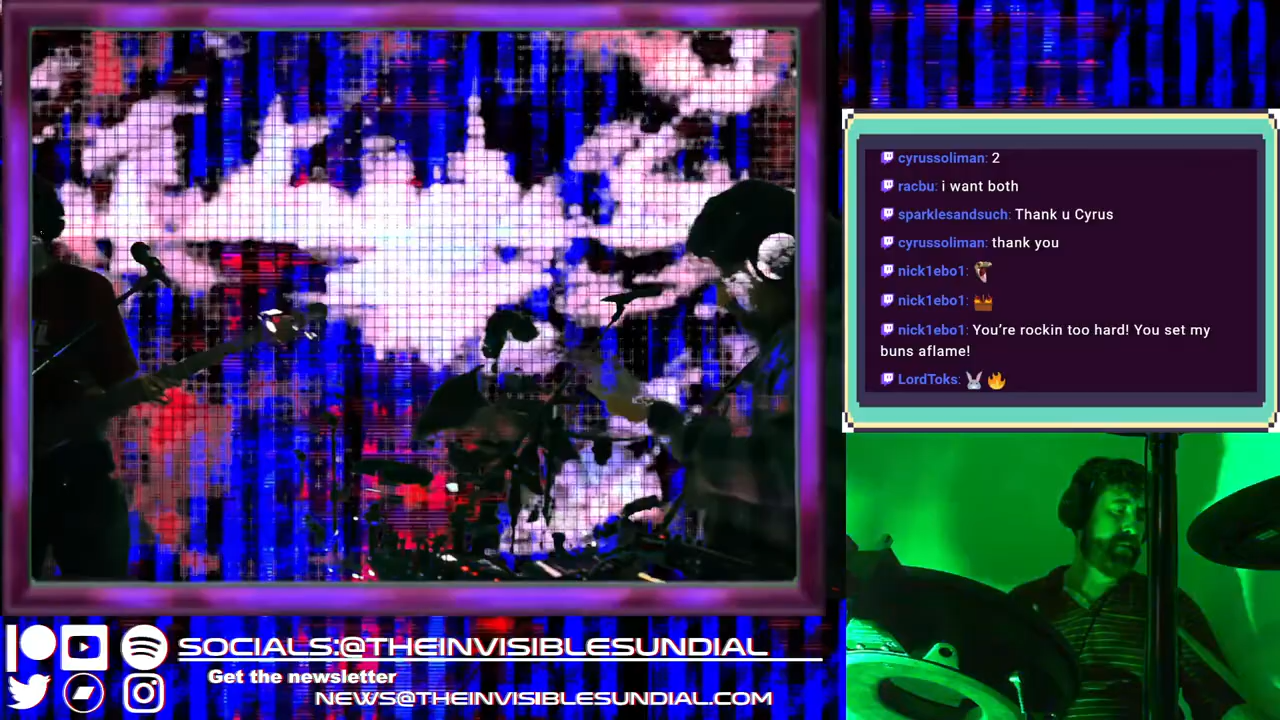 cyrussoliman: 2
racbu: i want both
sparklesandsuch: Thank u Cyrus
cyrussoliman: thank you
nick1ebo1:
nick1ebo1:
nick1ebo1: You’re rockin too hard! You set my
buns aflame!
LordToks: 🐰🔥
SOCIALS:@THEINVISIBLESUNDIAL
Get the newsletter
NEWS@THEINVISIBLESUNDIAL.COM